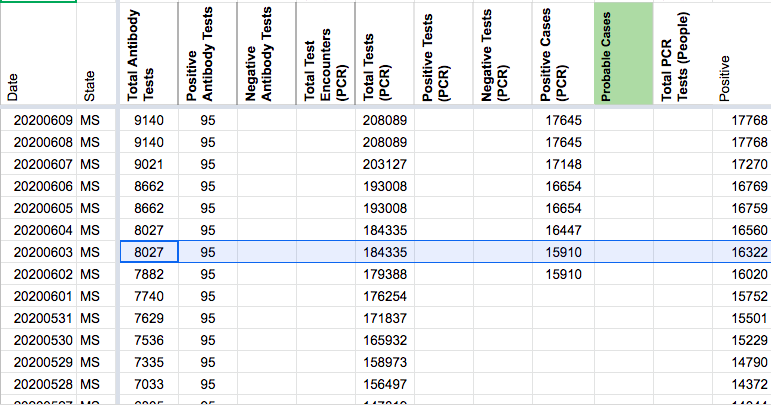 Date State Total Antibody Tests Positive Antibody Tests Negative Antibody Tests Total Test Encounters (PCR) Total Tests (PCR) Positive Tests (PCR) Negative Tests (PCR) Positive Cases (PCR) Probable Cases Total PCR Tests (People) Positive
20200609 MS 9140 95 208089 17645 17768
20200608 MS 9140 95 208089 17645 17768
20200607 MS 9021 95 203127 17148 17270
20200606 MS 8662 95 193008 16654 16769
20200605 MS 8662 95 193008 16654 16759
20200604 MS 8027 95 184335 16447 16560
20200603 MS 8027 95 184335 15910 16322
20200602 MS 7882 95 179388 15910 16020
20200601 MS 7740 95 176254 15752
20200531 MS 7629 95 171837 15501
20200530 MS 7536 95 165932 15229
20200529 MS 7335 95 158973 14790
20200528 MS 7033 95 156497 14372